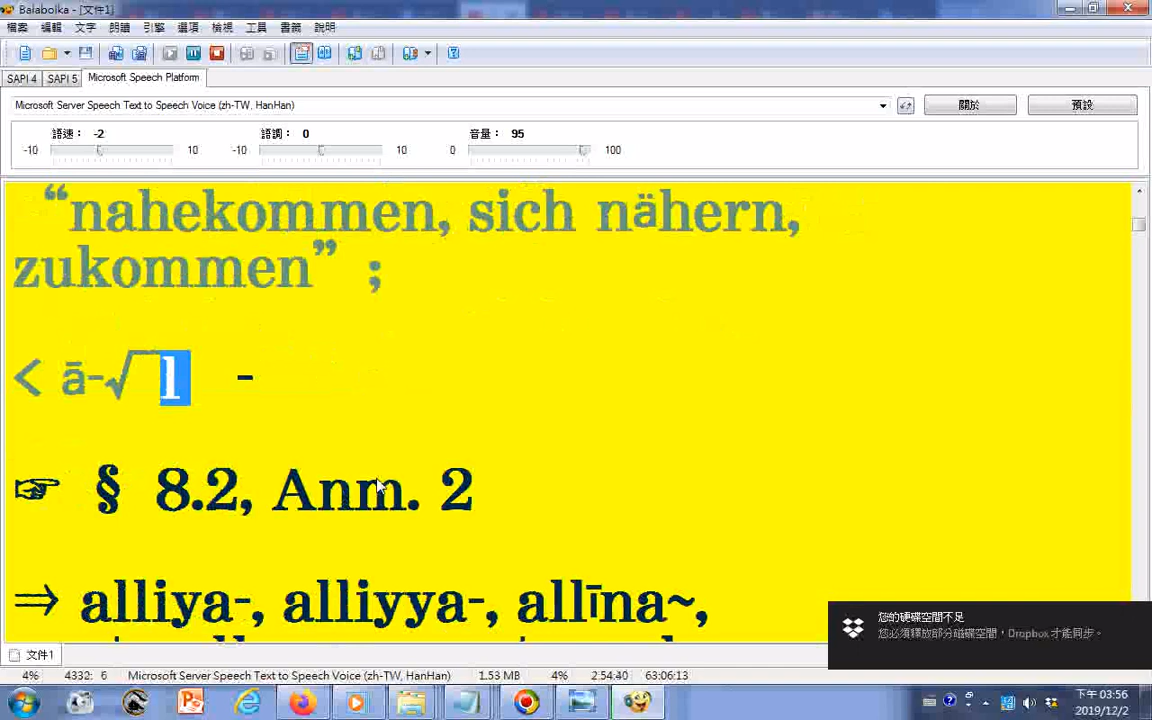 Balabolka - [文件1]
檔案 編輯 文字 朗讀 引擎 選項 檢視 工具 書籤 說明
SAPI 4 SAPI 5 Microsoft Speech Platform
Microsoft Server Speech Text to Speech Voice (zh-TW, HanHan) 關於 預設
語速： -2 語調： 0 音量： 95
-10 10 -10 10 0 100
“nahekommen, sich nähern,
zukommen” ;
< ā-√ l -
☞ § 8.2, Anm. 2
⇒ alliya-, alliyya-, allīna~,
您的硬碟空間不足
您必須釋放部分磁碟空間，Dropbox 才能同步。
文件1
4% 4332: 6 Microsoft Server Speech Text to Speech Voice (zh-TW, HanHan) 1.53 MB 4% 2:54:40 63:06:13
下午 03:56
2019/12/2